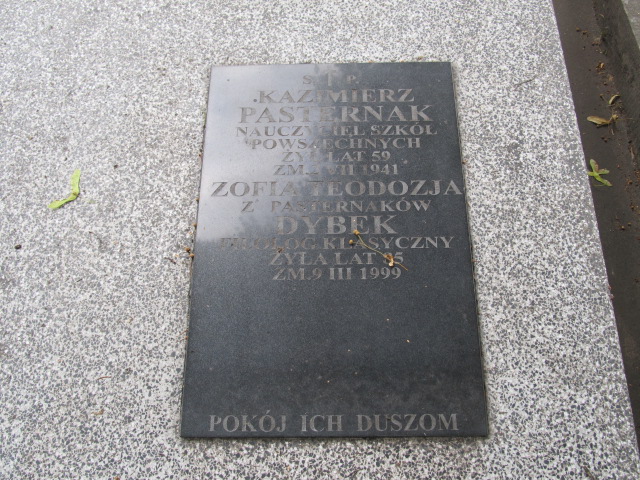 Ś. P.
KAZIMIERZ
PASTERNAK
NAUCZYCIEL SZKÓŁ
POWSZECHNYCH
ŻYŁ LAT 59
ZM. VII 1941
ZOFIA TEODOZJA
Z PASTERNAKÓW
DYBEK
FILOLOG KLASYCZNY
ŻYŁA LAT
ZM.9 III 1999
POKÓJ ICH DUSZOM